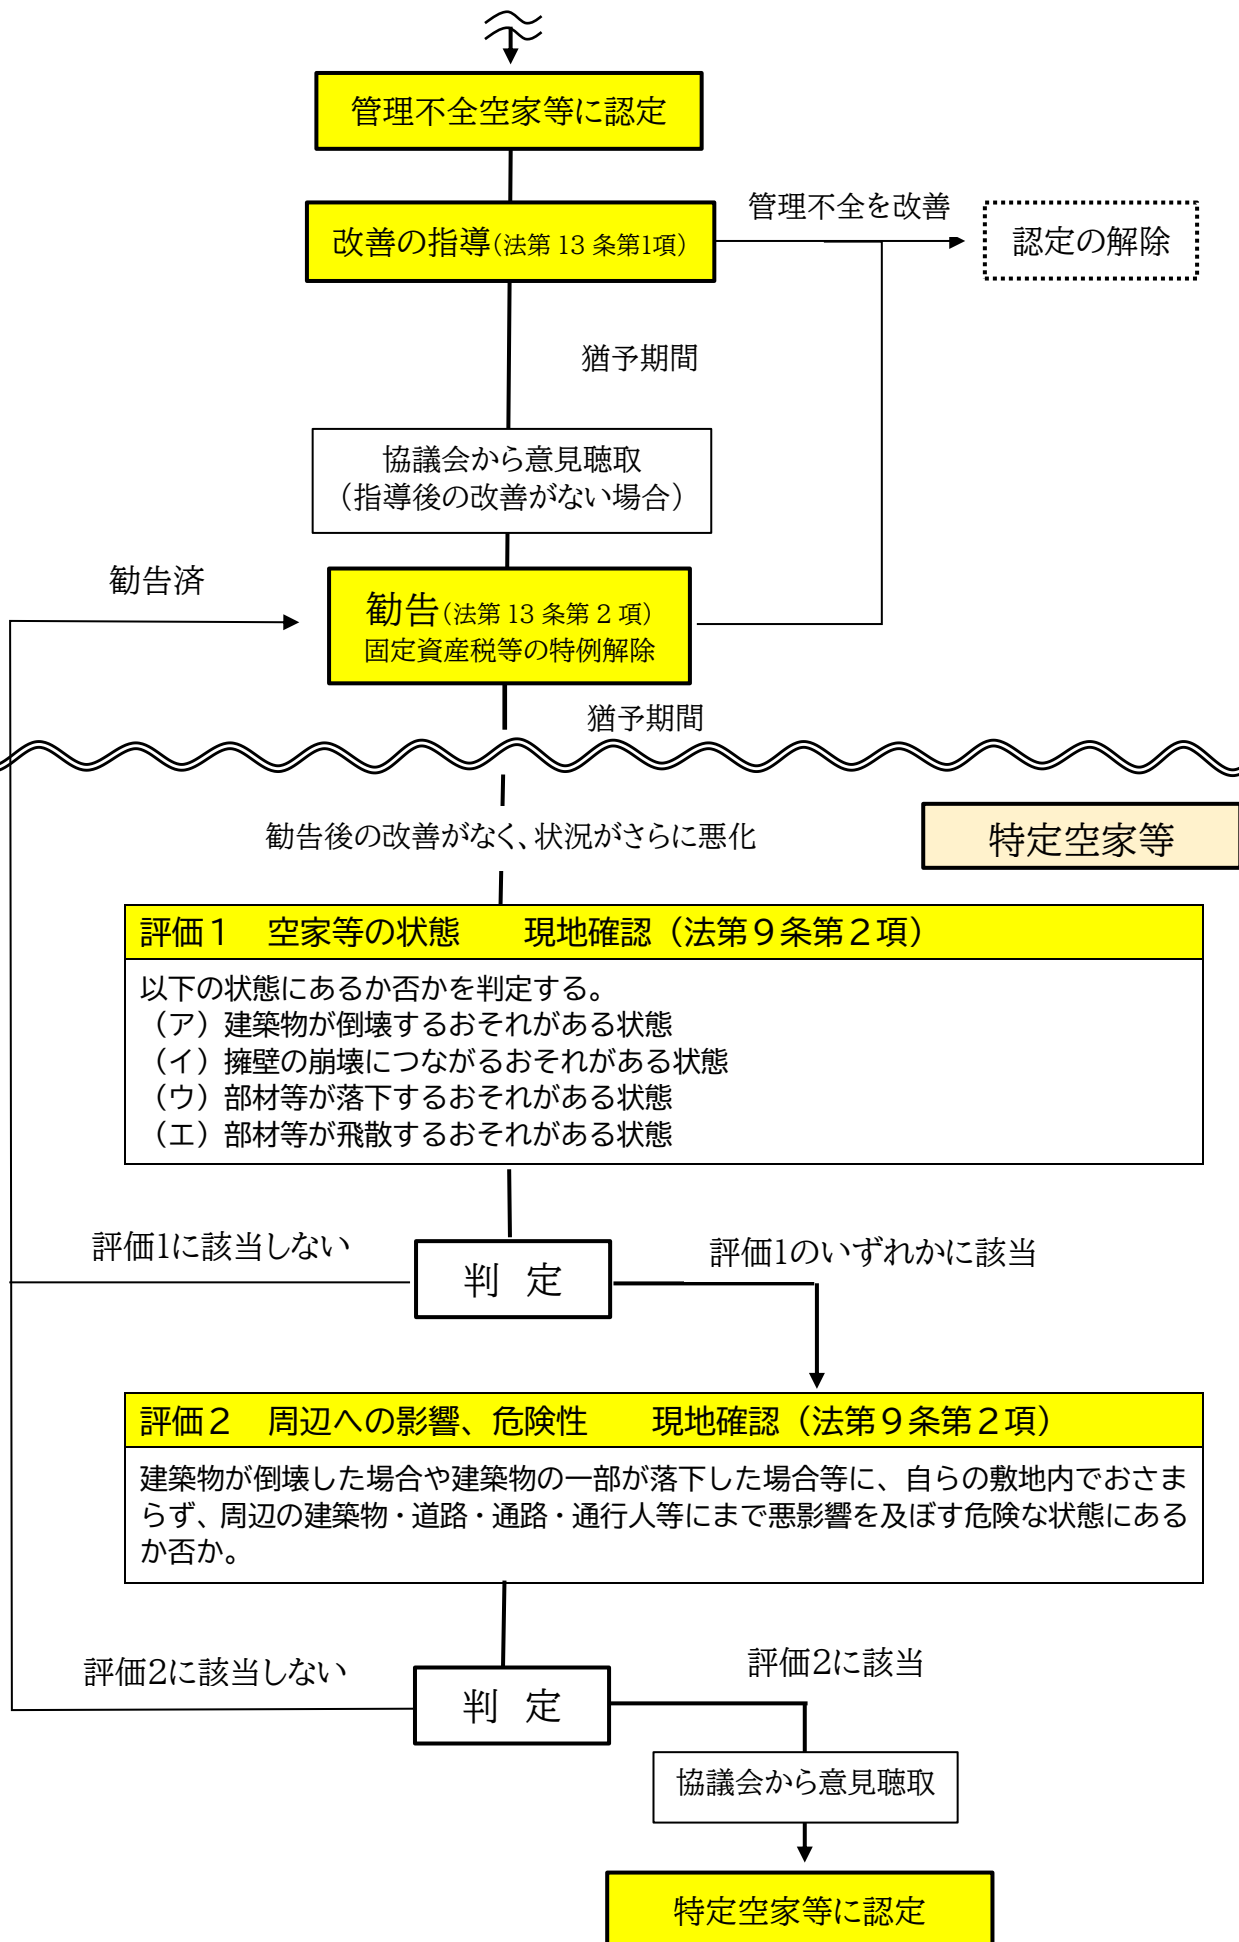 管理不全空家等に認定
改善の指導(法第 13 条第1項)
管理不全を改善
認定の解除
猶予期間
協議会から意見聴取
(指導後の改善がない場合)
勧告済
勧告(法第 13 条第 2 項)
固定資産税等の特例解除
猶予期間
勧告後の改善がなく、状況がさらに悪化
特定空家等
評価１　空家等の状態　　現地確認（法第９条第２項）
以下の状態にあるか否かを判定する。
（ア）建築物が倒壊するおそれがある状態
（イ）擁壁の崩壊につながるおそれがある状態
（ウ）部材等が落下するおそれがある状態
（エ）部材等が飛散するおそれがある状態
評価1に該当しない
判　定
評価1のいずれかに該当
評価２　周辺への影響、危険性　　現地確認（法第９条第２項）
建築物が倒壊した場合や建築物の一部が落下した場合等に、自らの敷地内でおさま
らず、周辺の建築物・道路・通路・通行人等にまで悪影響を及ぼす危険な状態にある
か否か。
評価2に該当しない
判　定
評価2に該当
協議会から意見聴取
特定空家等に認定